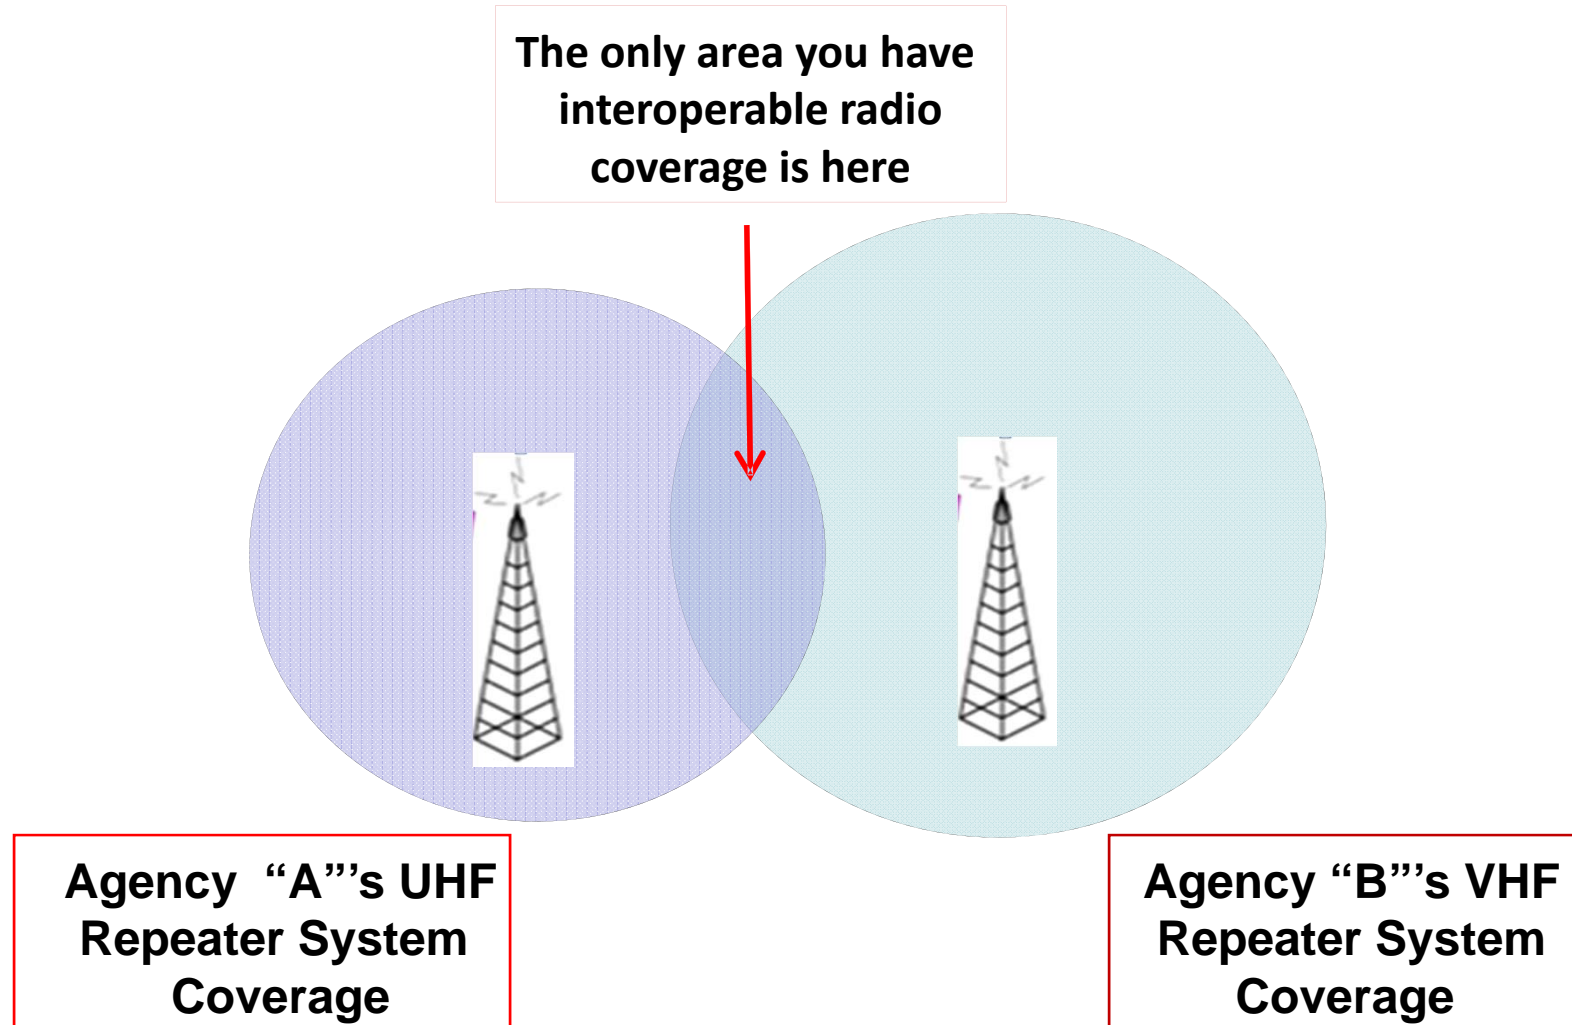 The only area you have
interoperable radio
coverage is here
Agency “A”’s UHF
Repeater System
Coverage
Agency “B”’s VHF
Repeater System
Coverage